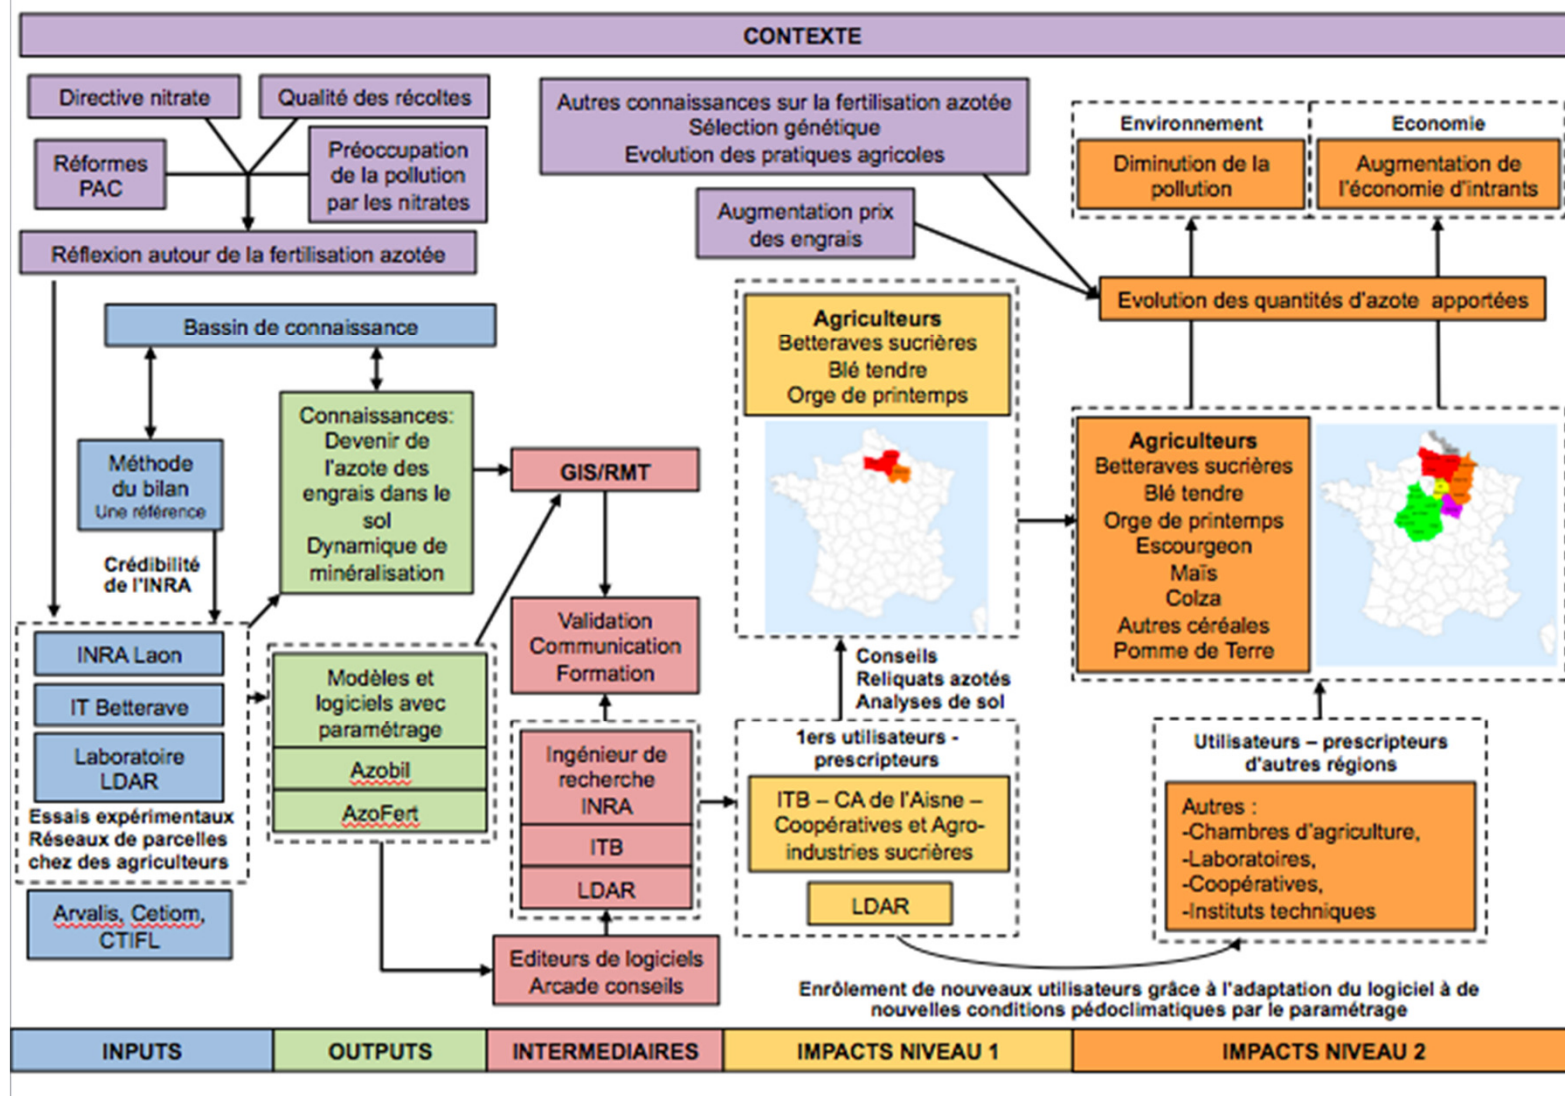 CONTEXTE
Directive nitrate
Qualité des récoltes
Réformes
PAC
Préoccupation
de la pollution
par les nitrates
Réflexion autour de la fertilisation azotée
Autres connaissances sur la fertilisation azotée
Sélection génétique
Evolution des pratiques agricoles
Augmentation prix
des engrais
Environnement
Diminution de la
pollution
Economie
Augmentation de
l'économie d'intrants
Evolution des quantités d'azote apportées
Bassin de connaissance
Méthode
du bilan
Une référence
Crédibilité
de l'INRA
INRA Laon
IT Betterave
Laboratoire
LDAR
Essais expérimentaux
Réseaux de parcelles
chez des agriculteurs
Arvalis, Cetiom,
CTIFL
Connaissances:
Devenir de
l'azote des
engrais dans le
sol
Dynamique de
minéralisation
Modèles et
logiciels avec
paramétrage
Azobil
AzoFert
GIS/RMT
Validation
Communication
Formation
Ingénieur de
recherche
INRA
ITB
LDAR
Editeurs de logiciels
Arcade conseils
Agriculteurs
Betteraves sucrières
Blé tendre
Orge de printemps
Conseils
Reliquats azotés
Analyses de sol
1ers utilisateurs -
prescripteurs
ITB – CA de l'Aisne –
Coopératives et Agro-
industries sucrières
LDAR
Agriculteurs
Betteraves sucrières
Blé tendre
Orge de printemps
Escourgeon
Maïs
Colza
Autres céréales
Pomme de Terre
Utilisateurs – prescripteurs
d'autres régions
Autres :
-Chambres d'agriculture,
-Laboratoires,
-Coopératives,
-Instituts techniques
Enrôlement de nouveaux utilisateurs grâce à l'adaptation du logiciel à de
nouvelles conditions pédoclimatiques par le paramétrage
INPUTS
OUTPUTS
INTERMEDIAIRES
IMPACTS NIVEAU 1
IMPACTS NIVEAU 2